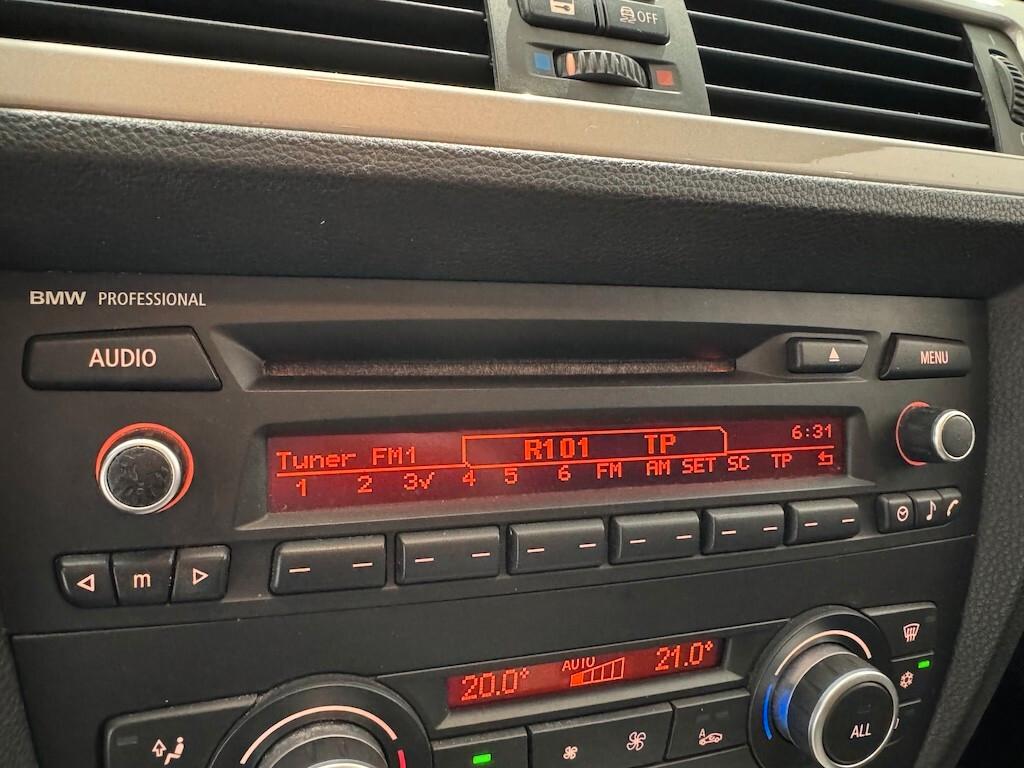 OFF
BMW PROFESSIONAL
AUDIO
MENU
Tuner FM1
R101 TP
6:31
1 2 3✓ 4 5 6 FM AM SET SC TP
m
20.0° AUTO 21.0°
A
ALL